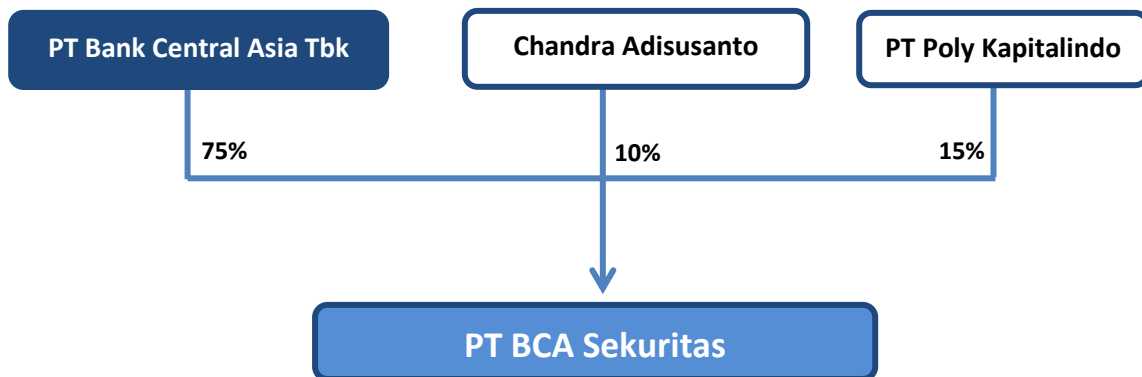 PT Bank Central Asia Tbk
Chandra Adisusanto
PT Poly Kapitalindo
75%
10%
15%
PT BCA Sekuritas